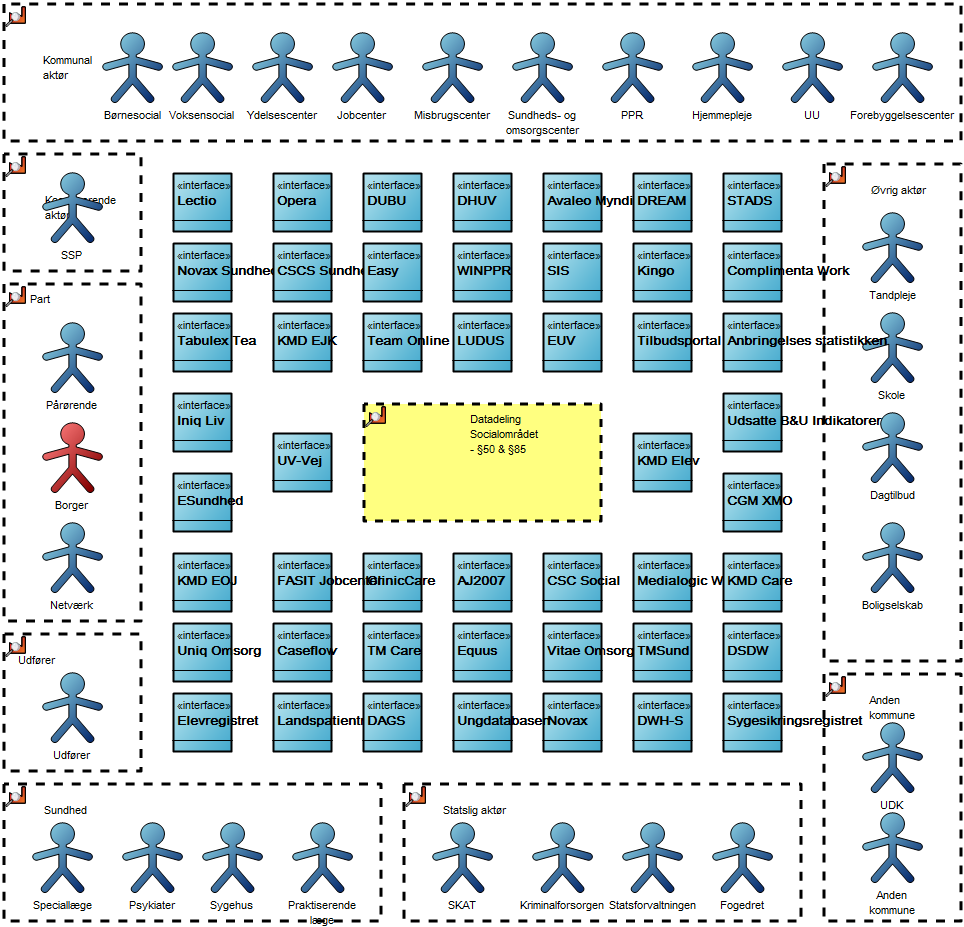 Kommunal
aktør
Børnesocial Voksensocial Ydelsescenter Jobcenter Misbrugscenter Sundheds- og PPR Hjemmepleje UU Forebyggelsescenter
omsorgscenter
aktør
SSP
Part
Pårørende
Borger
Netværk
Udfører
Udfører
«interface» «interface» «interface» «interface» «interface» «interface» «interface»
Lectio Opera DUBU DHUV Avaleo Myndi DREAM STADS
«interface» «interface» «interface» «interface» «interface» «interface» «interface»
Novax Sundhed CSCS Sundhe Easy WINPPR SIS Kingo Complimenta Work
«interface» «interface» «interface» «interface» «interface» «interface» «interface»
Tabulex Tea KMD EJK Team Online LUDUS EUV Tilbudsportal Anbringelses statistikken
«interface» «interface»
Iniq Liv Udsatte B&U Indikatorer
«interface» «interface»
UV-Vej KMD Elev
Datadeling
Socialområdet
- §50 & §85
«interface» «interface»
ESundhed CGM XMO
«interface» «interface» «interface» «interface» «interface» «interface» «interface»
KMD EOJ FASIT Jobcenter ClinicCare AJ2007 CSC Social Medialogic W KMD Care
«interface» «interface» «interface» «interface» «interface» «interface» «interface»
Uniq Omsorg Caseflow TM Care Equus Vitae Omsorg TMSund DSDW
«interface» «interface» «interface» «interface» «interface» «interface» «interface»
Elevregistret Landspatientr DAGS Ungdatabasen Novax DWH-S Sygesikringsregistret
Øvrig aktør
Tandpleje
Skole
Dagtilbud
Boligselskab
Anden
kommune
UDK
Anden
kommune
Sundhed
Speciallæge Psykiater Sygehus Praktiserende
læge
Statslig aktør
SKAT Kriminalforsorgen Statsforvaltningen Fogedret